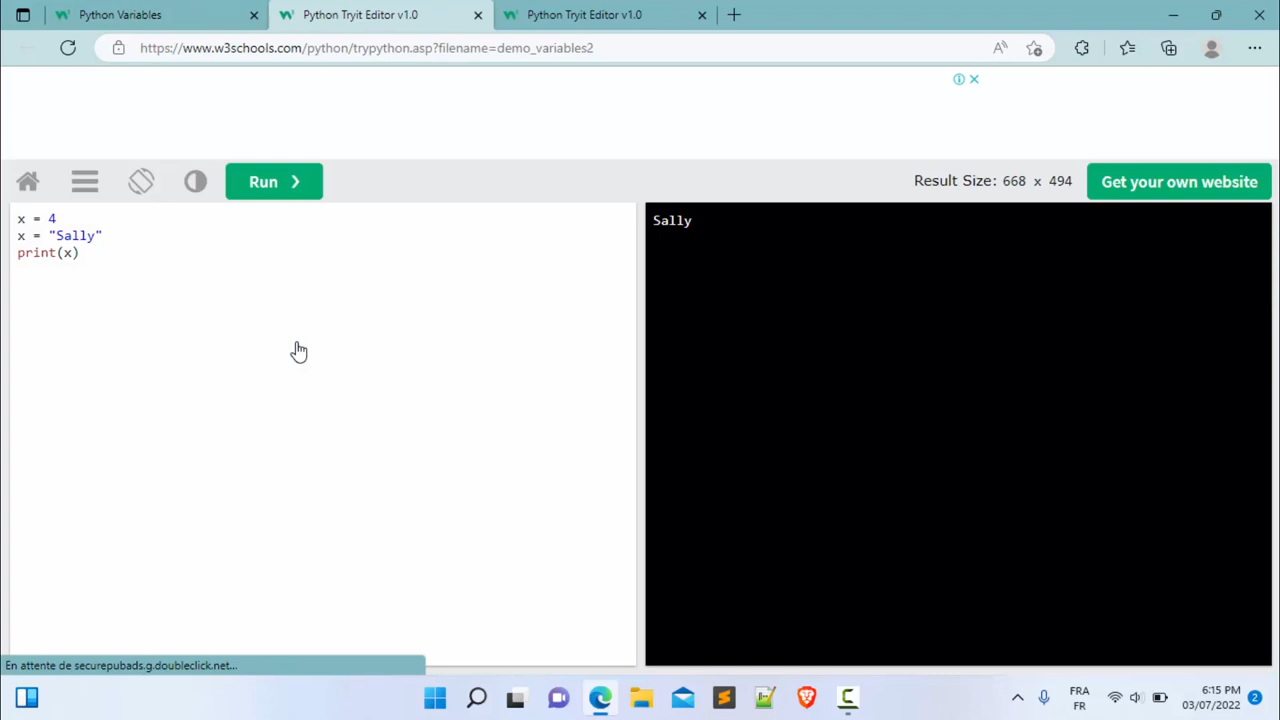 Python Variables
Python Tryit Editor v1.0
Python Tryit Editor v1.0
https://www.w3schools.com/python/trypython.asp?filename=demo_variables2
Run ❯
Result Size: 668 x 494
Get your own website
x = 4
x = "Sally"
print(x)
Sally
En attente de securepubads.g.doubleclick.net...
FRA
FR
6:15 PM
03/07/2022
2